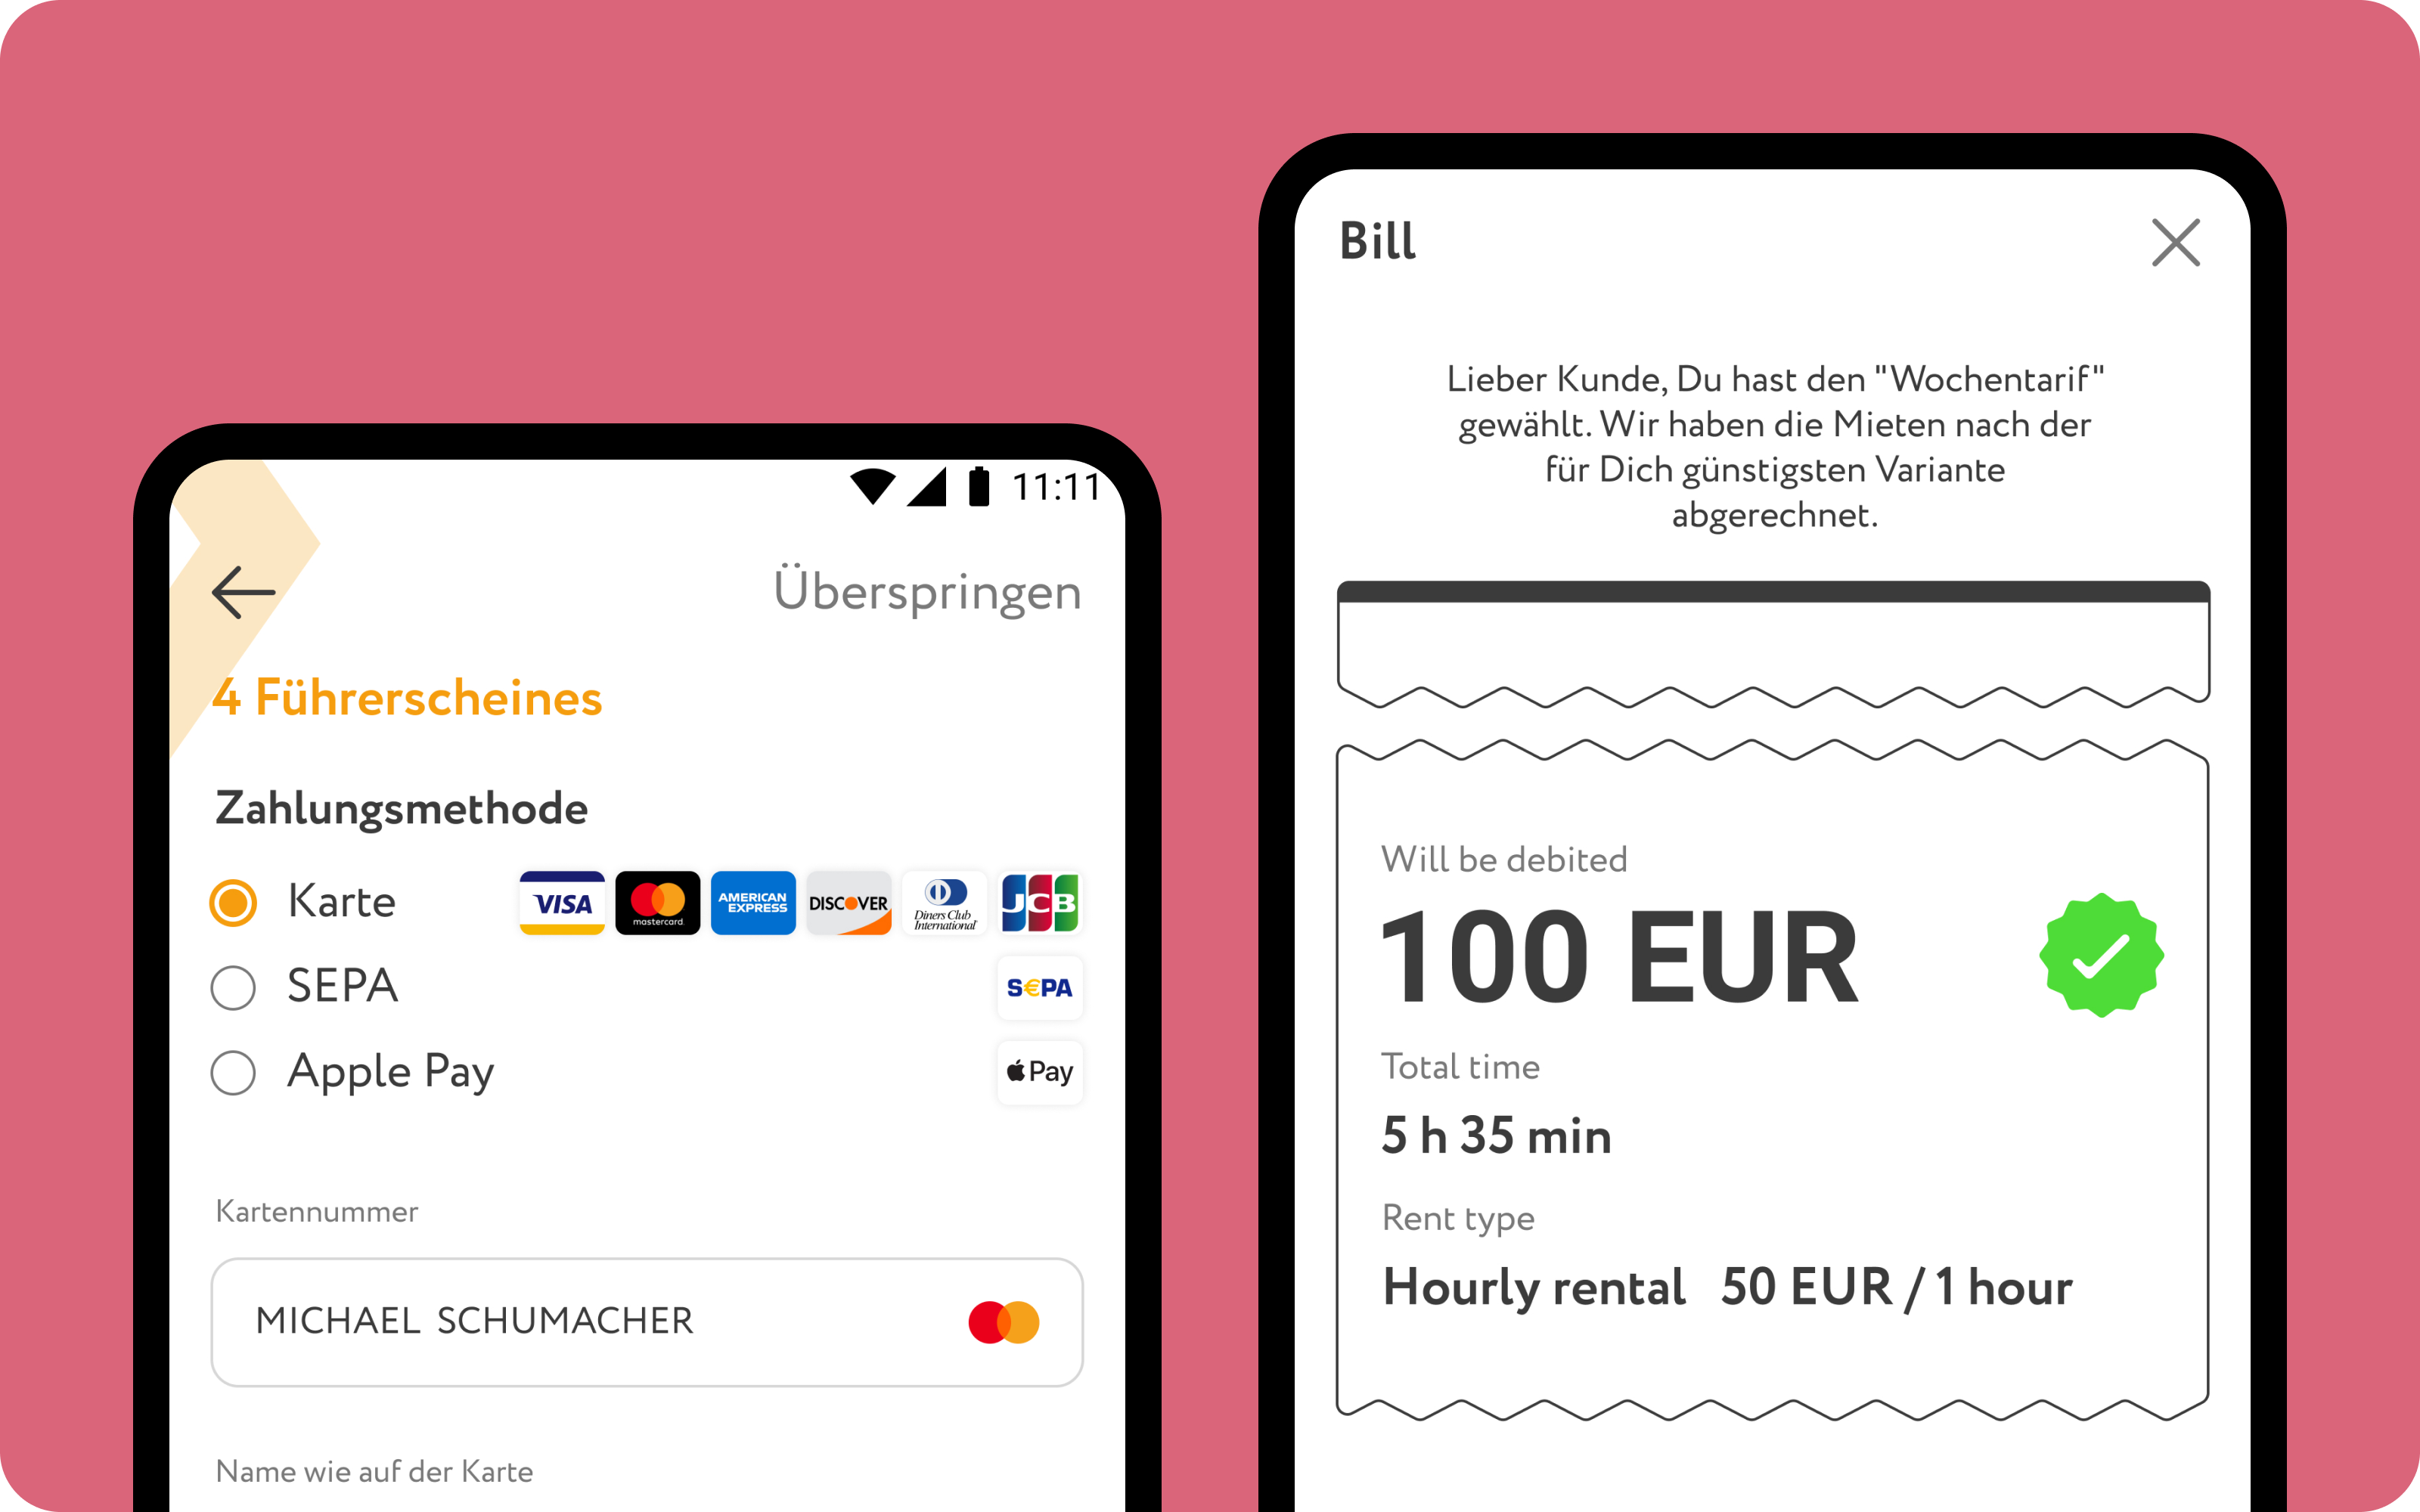 11:11
Überspringen
4 Führerscheines
Zahlungsmethode
Karte VISA mastercard. AMERICAN EXPRESS DISCOVER Diners Club International JCB
SEPA S€PA
Apple Pay Pay
Kartennummer
MICHAEL SCHUMACHER
Name wie auf der Karte
Bill
Lieber Kunde, Du hast den "Wochentarif"
gewählt. Wir haben die Mieten nach der
für Dich günstigsten Variante
abgerechnet.
Will be debited
100 EUR
Total time
5 h 35 min
Rent type
Hourly rental 50 EUR / 1 hour